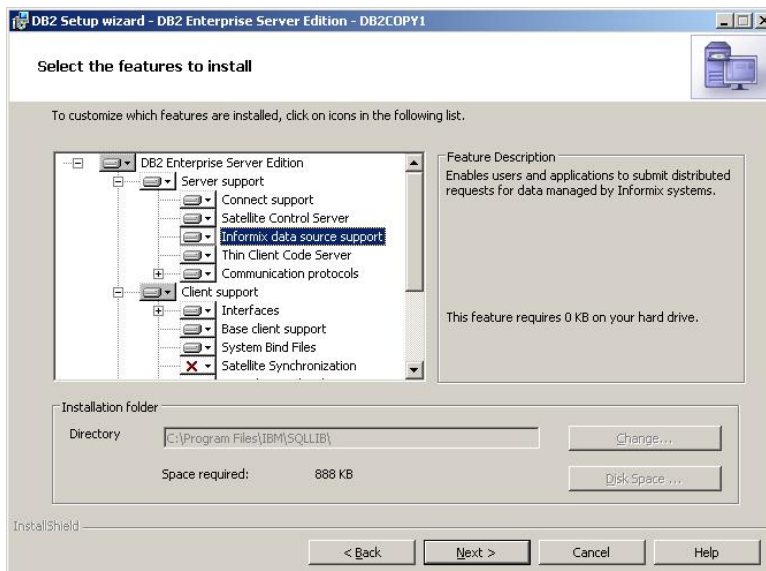 DB2 Setup wizard - DB2 Enterprise Server Edition - DB2COPY1
Select the features to install
To customize which features are installed, click on icons in the following list.
DB2 Enterprise Server Edition
Server support
Connect support
Satellite Control Server
Informix data source support
Thin Client Code Server
Communication protocols
Client support
Interfaces
Base client support
System Bind Files
Satellite Synchronization
Feature Description
Enables users and applications to submit distributed
requests for data managed by Informix systems.
This feature requires 0 KB on your hard drive.
Installation folder
Directory
C:\Program Files\IBM\SQLLIB\
Change...
Space required:
888 KB
Disk Space ...
InstallShield
< Back
Next >
Cancel
Help